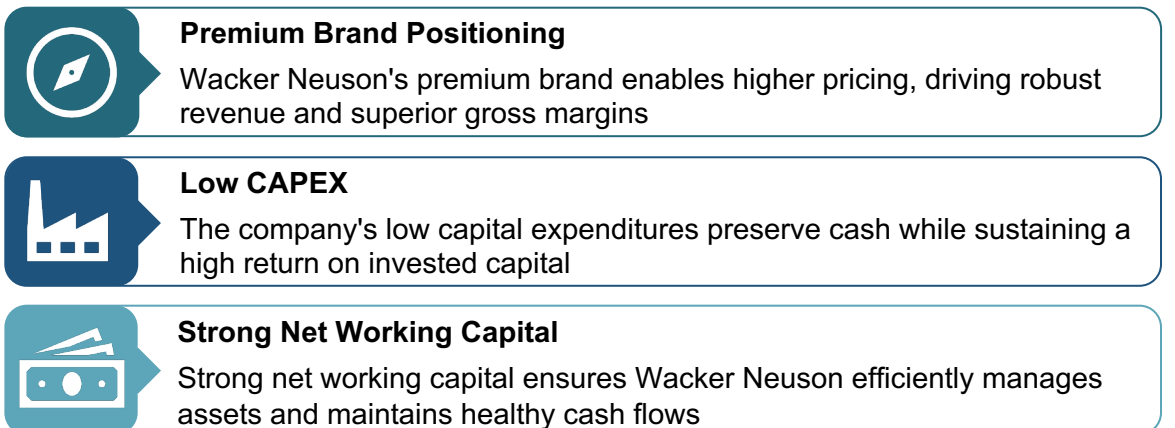 Premium Brand Positioning
Wacker Neuson's premium brand enables higher pricing, driving robust
revenue and superior gross margins
Low CAPEX
The company's low capital expenditures preserve cash while sustaining a
high return on invested capital
Strong Net Working Capital
Strong net working capital ensures Wacker Neuson efficiently manages
assets and maintains healthy cash flows